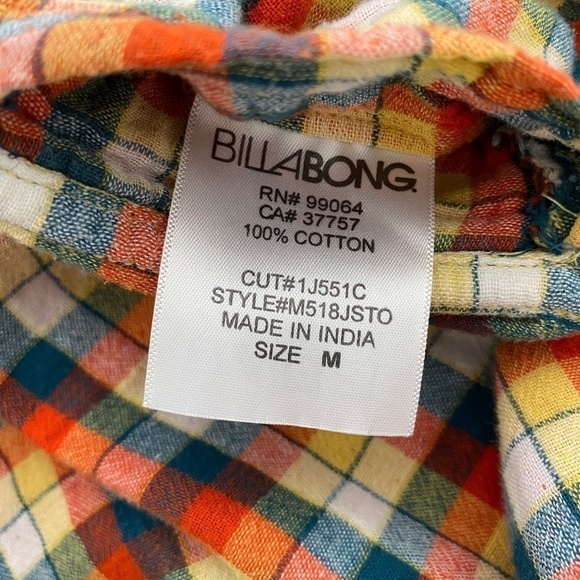 BILLABONG.
RN# 99064
CA# 37757
100% COTTON
CUT#1J551C
STYLE#M518JSTO
MADE IN INDIA
SIZE M